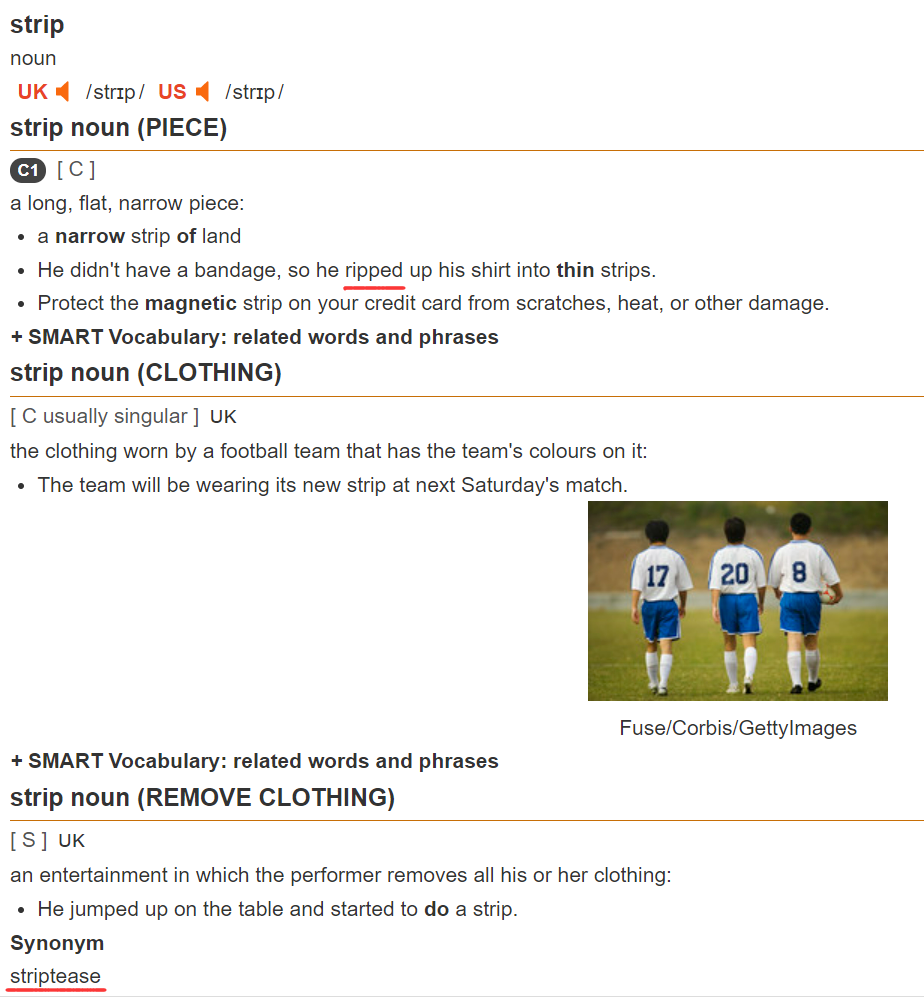 strip
noun
UK /strɪp/ US /strɪp/
strip noun (PIECE)
C1 [ C ]
a long, flat, narrow piece:
• a narrow strip of land
• He didn't have a bandage, so he ripped up his shirt into thin strips.
• Protect the magnetic strip on your credit card from scratches, heat, or other damage.
+ SMART Vocabulary: related words and phrases
strip noun (CLOTHING)
[ C usually singular ] UK
the clothing worn by a football team that has the team's colours on it:
• The team will be wearing its new strip at next Saturday's match.
17 20 8
Fuse/Corbis/GettyImages
+ SMART Vocabulary: related words and phrases
strip noun (REMOVE CLOTHING)
[ S ] UK
an entertainment in which the performer removes all his or her clothing:
• He jumped up on the table and started to do a strip.
Synonym
striptease